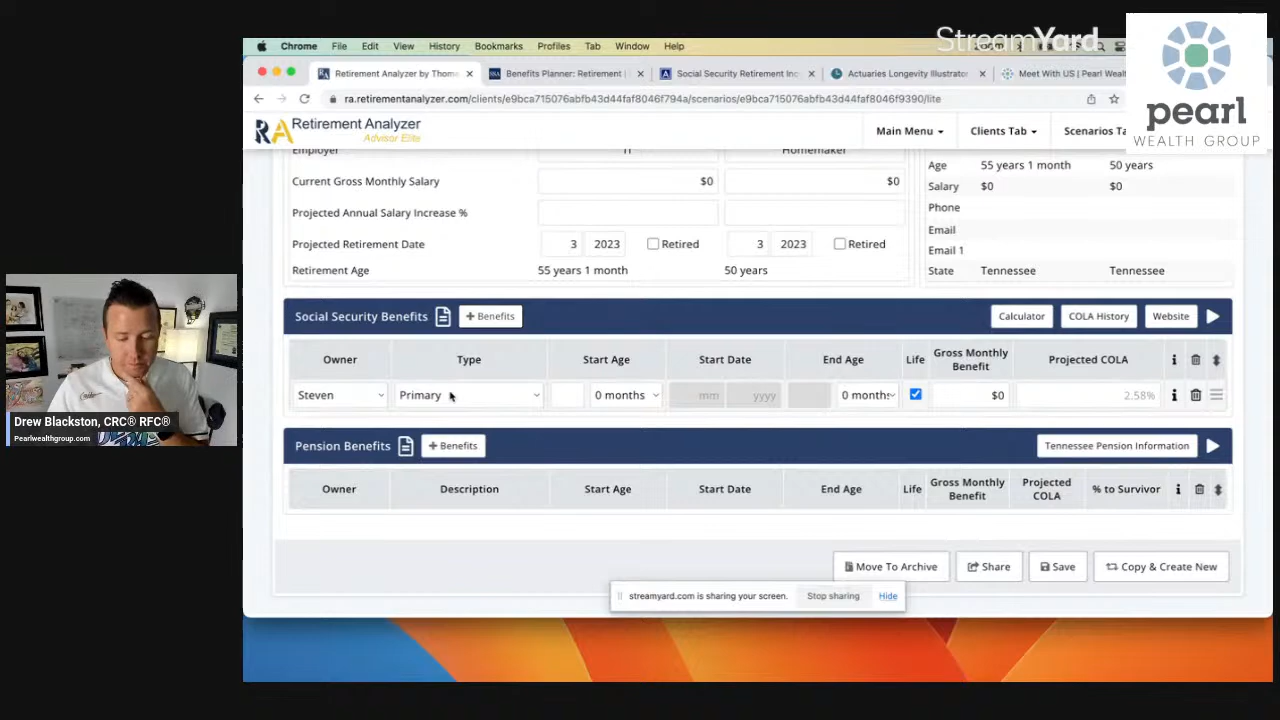 StreamYard
pearl
WEALTH GROUP
Chrome File Edit View History Bookmarks Profiles Tab Window Help
Retirement Analyzer by Thom
Benefits Planner: Retirement |
Social Security Retirement Inc
Actuaries Longevity Illustrator
Meet With US | Pearl Wealt
ra.retirementanalyzer.com/clients/e9bca715076abfb43d44faf8046f794a/scenarios/e9bca715076abfb43d44faf8046f9390/lite
RA Retirement Analyzer
Advisor Elite
Main Menu Clients Tab Scenarios Ta
Employer IT Homemaker
Current Gross Monthly Salary $0 $0
Projected Annual Salary Increase %
Projected Retirement Date 3 2023 Retired 3 2023 Retired
Retirement Age 55 years 1 month 50 years
Age 55 years 1 month 50 years
Salary $0 $0
Phone
Email
Email 1
State Tennessee Tennessee
Social Security Benefits + Benefits Calculator COLA History Website
Owner Type Start Age Start Date End Age Life Gross Monthly Benefit Projected COLA
Steven Primary 0 months mm yyyy 0 months $0 2.58%
Pension Benefits + Benefits Tennessee Pension Information
Owner Description Start Age Start Date End Age Life Gross Monthly Benefit Projected COLA % to Survivor
Move To Archive Share Save Copy & Create New
streamyard.com is sharing your screen. Stop sharing Hide
Drew Blackston, CRC® RFC®
Pearlwealthgroup.com